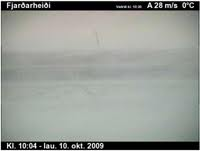 Fjarðarheiði A 28 m/s 0°C
Kl. 10:04 - lau. 10. okt. 2009